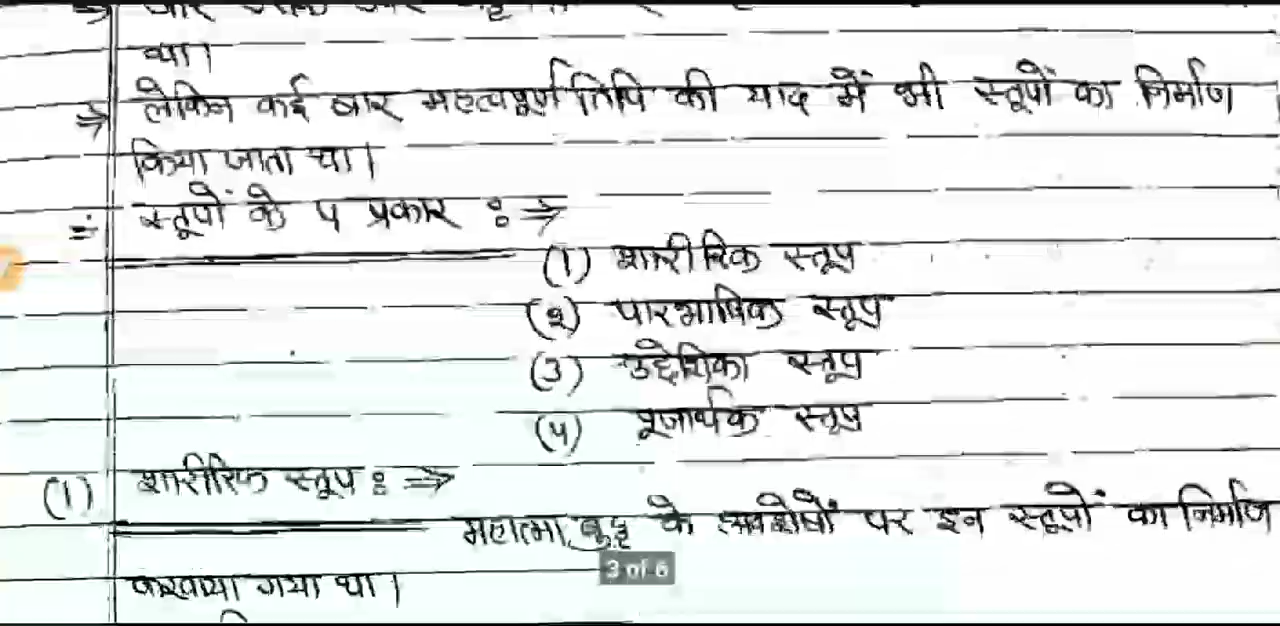 था।
⇒ लेकिन कई बार महत्वपूर्ण तिथि की याद में भी स्तूपों का निर्माण
किया जाता था।
स्तूपों के 4 प्रकार :⇒
(1) शारीरिक स्तूप
(2) पारभाषिक स्तूप
(3) उद्देशिका स्तूप
(4) पूजार्थक स्तूप
(1) शारीरिक स्तूप :⇒
महात्मा बुद्ध के अवशेषों पर इन स्तूपों का निर्माण
3 of 6
करवाया गया था।